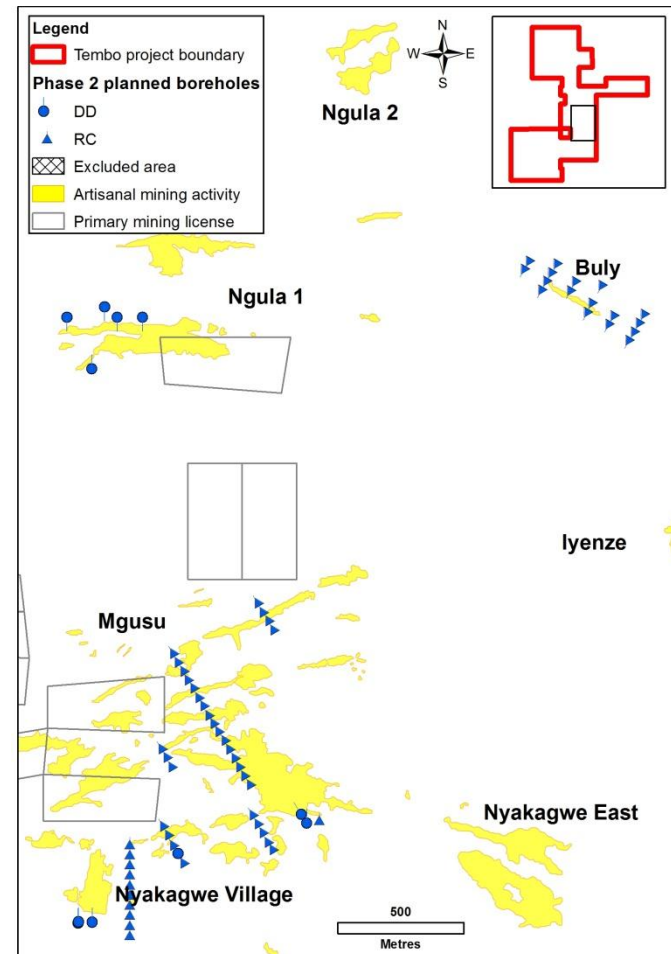 Legend
Tembo project boundary
Phase 2 planned boreholes
DD
RC
Excluded area
Artisanal mining activity
Primary mining license
N
W E
S
Ngula 2
Buly
Ngula 1
Iyenze
Mgusu
Nyakagwe East
Nyakagwe Village
500
Metres